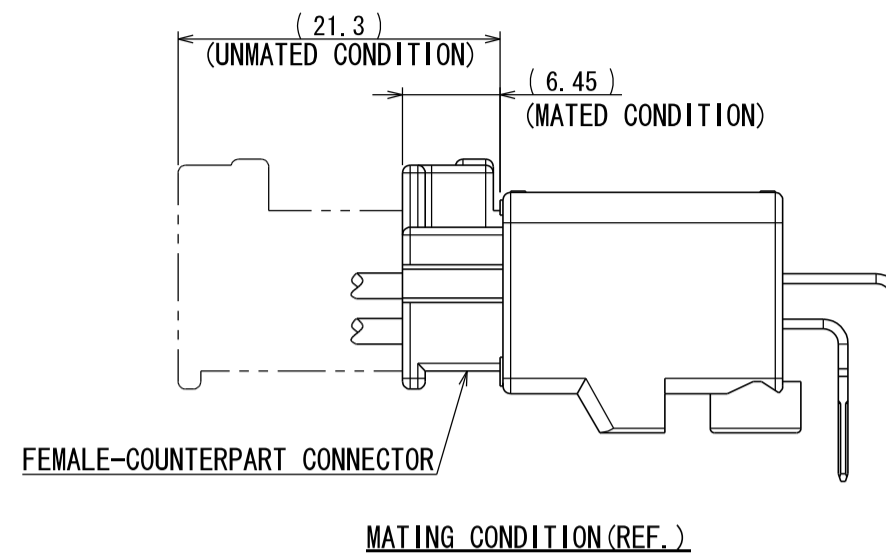 ( 21.3 )
(UNMATED CONDITION)
( 6.45 )
(MATED CONDITION)
FEMALE-COUNTERPART CONNECTOR
MATING CONDITION(REF.)